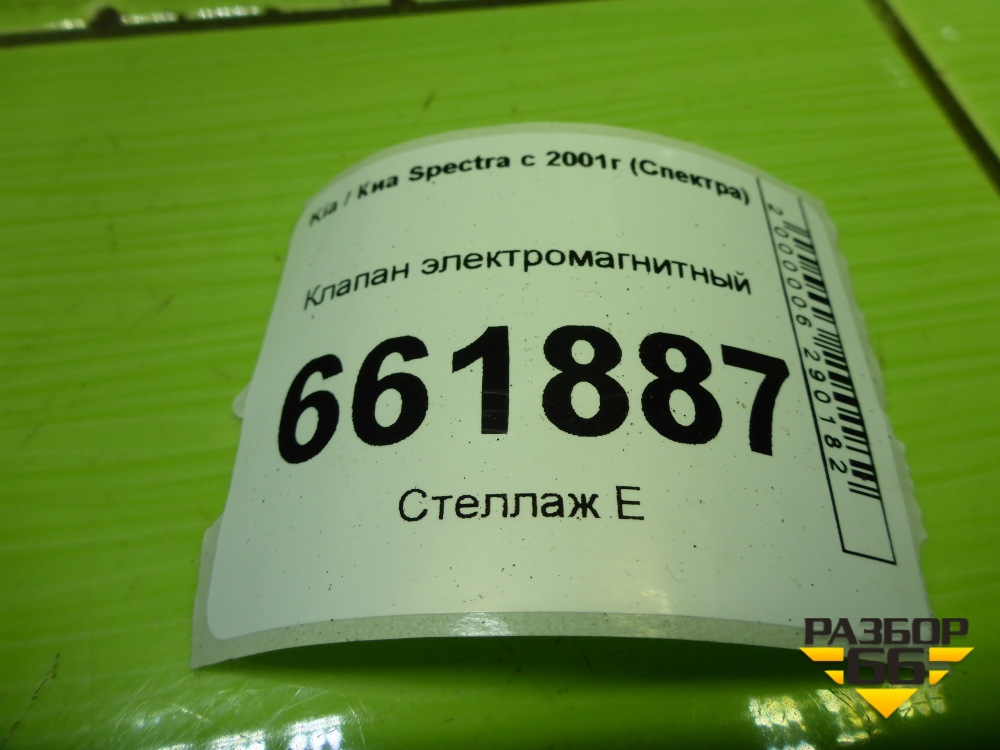 Kia / Киа Spectra с 2001г (Спектра)
Клапан электромагнитный
661887
Стеллаж Е
2000006290182
РАЗБОР
66